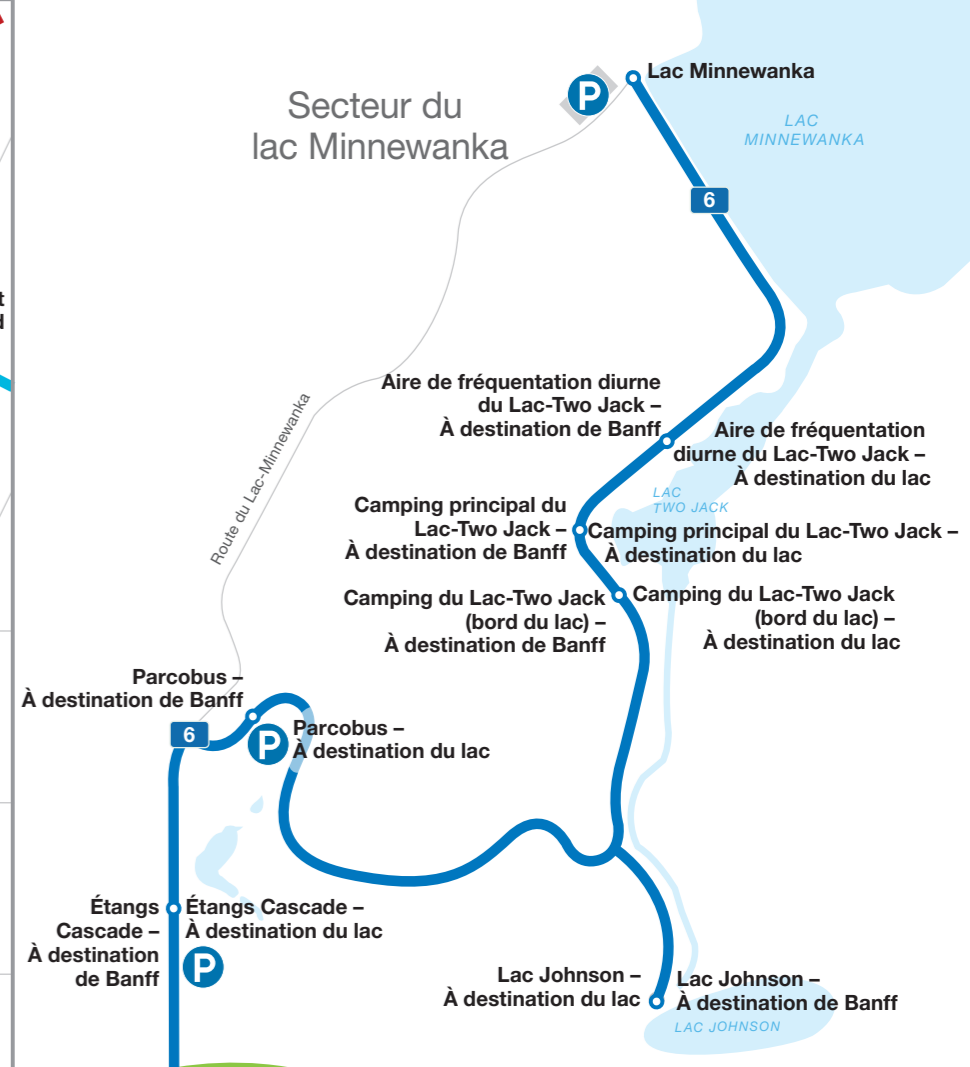 Lac Minnewanka
P
Secteur du
lac Minnewanka
LAC
MINNEWANKA
6
t
d
Aire de fréquentation diurne
du Lac-Two Jack –
À destination de Banff
Aire de fréquentation
diurne du Lac-Two Jack –
À destination du lac
Route du Lac-Minnewanka
LAC
TWO JACK
Camping principal du
Lac-Two Jack –
À destination de Banff
Camping principal du Lac-Two Jack –
À destination du lac
Camping du Lac-Two Jack
(bord du lac) –
À destination de Banff
Camping du Lac-Two Jack
(bord du lac) –
À destination du lac
Parcobus –
À destination de Banff
6
P
Parcobus –
À destination du lac
Étangs
Cascade –
À destination
de Banff
Étangs Cascade –
À destination du lac
P
Lac Johnson –
À destination du lac
Lac Johnson –
À destination de Banff
LAC JOHNSON